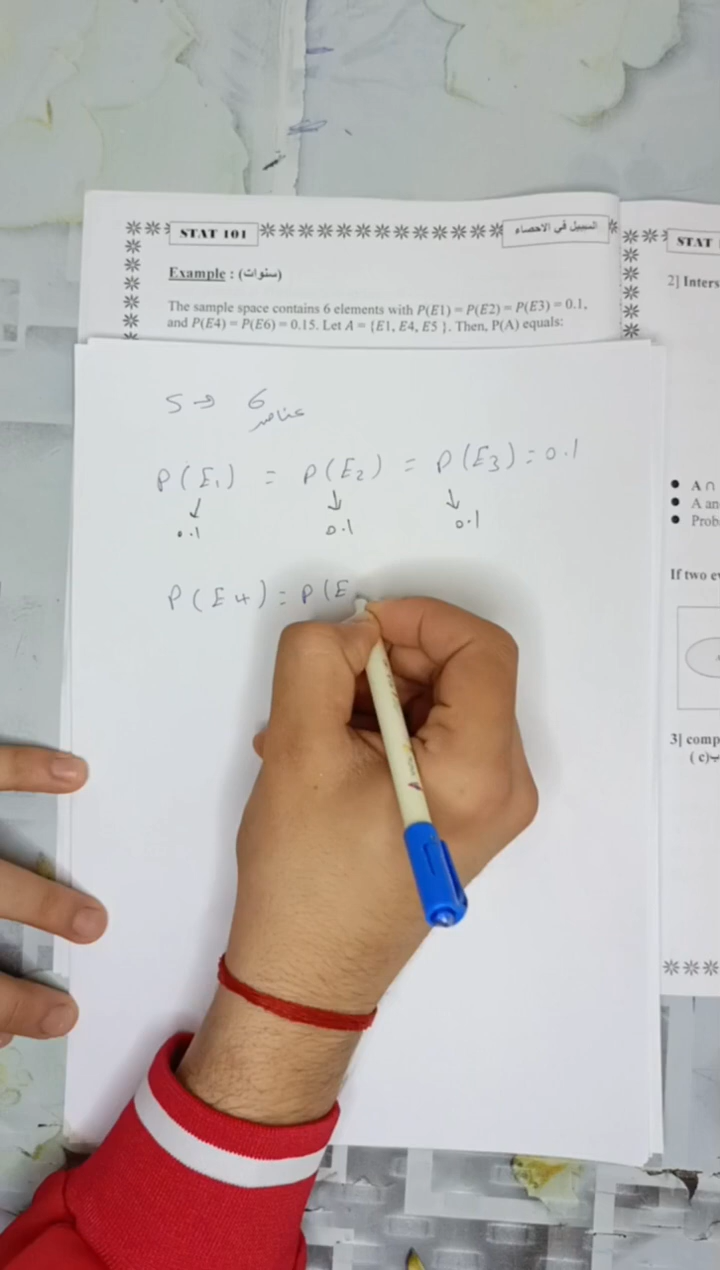 STAT 101
السبيل في الاحصاء
Example : (سنوات)
The sample space contains 6 elements with P(E1) = P(E2) = P(E3) = 0.1,
and P(E4) = P(E6) = 0.15. Let A = {E1, E4, E5 }. Then, P(A) equals:
S → 6
عناصر
P(E1) = P(E2) = P(E3) = 0.1
↓ ↓ ↓
0.1 0.1 0.1
P(E4) = P(E
STAT
2] Inters
• A ∩
• A an
• Prob
If two e
3] comp
(c)